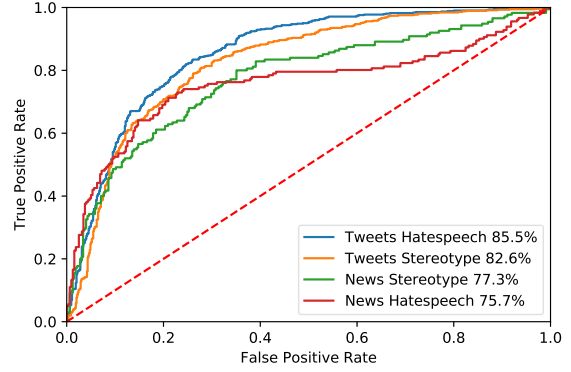 1.0
0.8
0.6
0.4
0.2
0.0
True Positive Rate
0.0 0.2 0.4 0.6 0.8 1.0
False Positive Rate
Tweets Hatespeech 85.5%
Tweets Stereotype 82.6%
News Stereotype 77.3%
News Hatespeech 75.7%